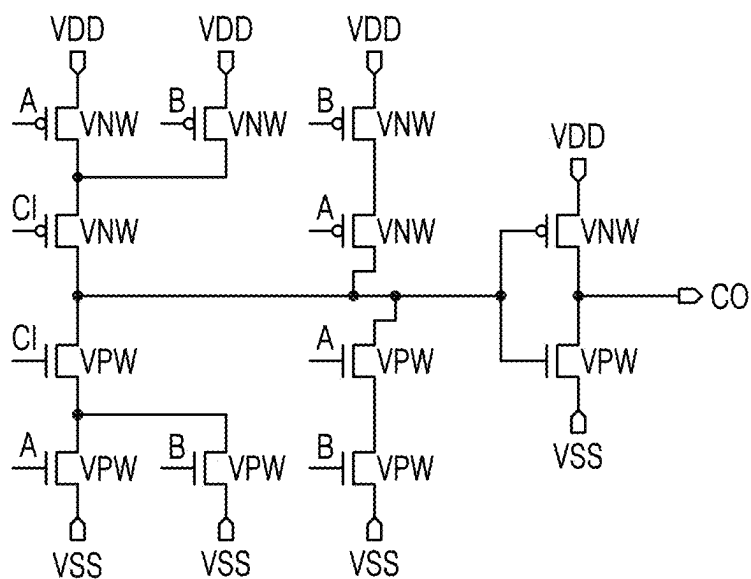 VDD VDD VDD
A VNW B VNW B VNW
VDD
CI VNW A VNW VNW
CO
CI VPW A VPW VPW
A VPW B VPW B VPW
VSS
VSS VSS VSS